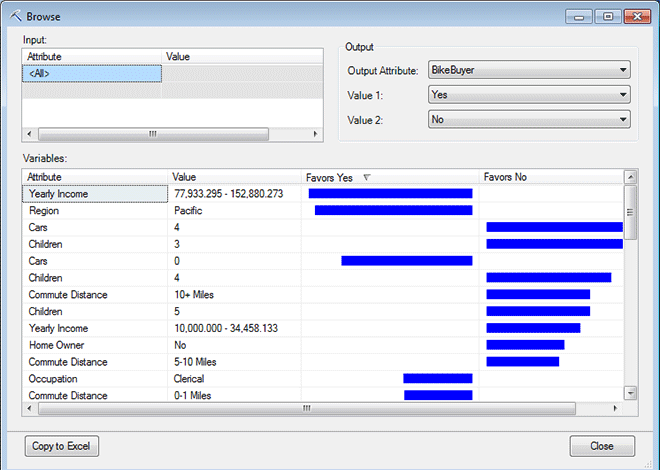 Browse
Input:
Attribute Value
<All>
Output
Output Attribute: BikeBuyer
Value 1: Yes
Value 2: No
Variables:
Attribute Value Favors Yes Favors No
Yearly Income 77,933.295 - 152,880.273
Region Pacific
Cars 4
Children 3
Cars 0
Children 4
Commute Distance 10+ Miles
Children 5
Yearly Income 10,000.000 - 34,458.133
Home Owner No
Commute Distance 5-10 Miles
Occupation Clerical
Commute Distance 0-1 Miles
Copy to Excel Close